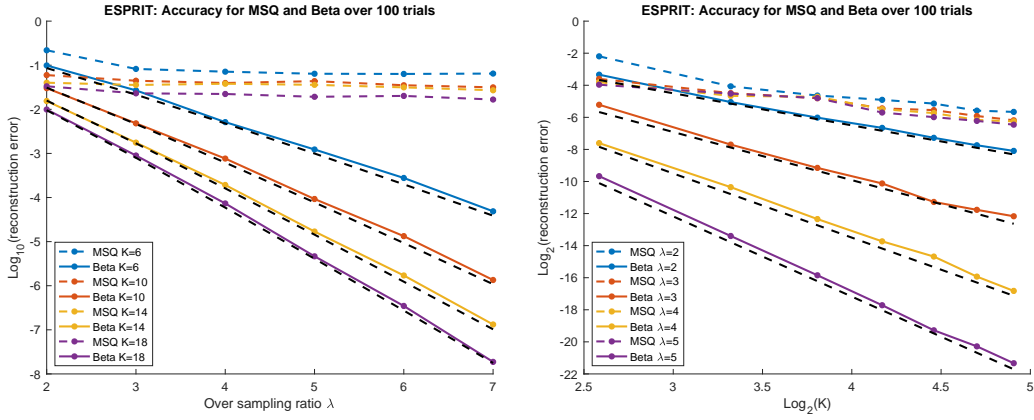 ESPRIT: Accuracy for MSQ and Beta over 100 trials
0
-1
-2
-3
-4
-5
-6
-7
-8
Log10(reconstruction error)
MSQ K=6
Beta K=6
MSQ K=10
Beta K=10
MSQ K=14
Beta K=14
MSQ K=18
Beta K=18
2 3 4 5 6 7
Over sampling ratio λ
ESPRIT: Accuracy for MSQ and Beta over 100 trials
0
-2
-4
-6
-8
-10
-12
-14
-16
-18
-20
-22
Log2(reconstruction error)
MSQ λ=2
Beta λ=2
MSQ λ=3
Beta λ=3
MSQ λ=4
Beta λ=4
MSQ λ=5
Beta λ=5
2.5 3 3.5 4 4.5 5
Log2(K)